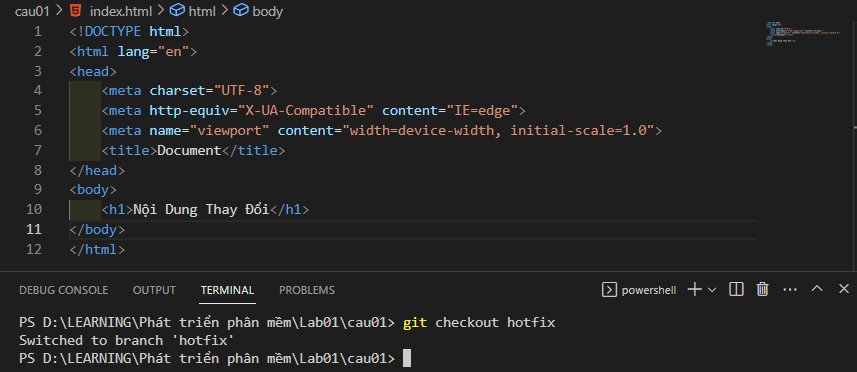 cau01 > index.html > html > body
1 <!DOCTYPE html>
2 <html lang="en">
3 <head>
4 <meta charset="UTF-8">
5 <meta http-equiv="X-UA-Compatible" content="IE=edge">
6 <meta name="viewport" content="width=device-width, initial-scale=1.0">
7 <title>Document</title>
8 </head>
9 <body>
10 <h1>Nội Dung Thay Đổi</h1>
11 </body>
12 </html>
DEBUG CONSOLE OUTPUT TERMINAL PROBLEMS powershell
PS D:\LEARNING\Phát triển phân mềm\Lab01\cau01> git checkout hotfix
Switched to branch 'hotfix'
PS D:\LEARNING\Phát triển phân mềm\Lab01\cau01>